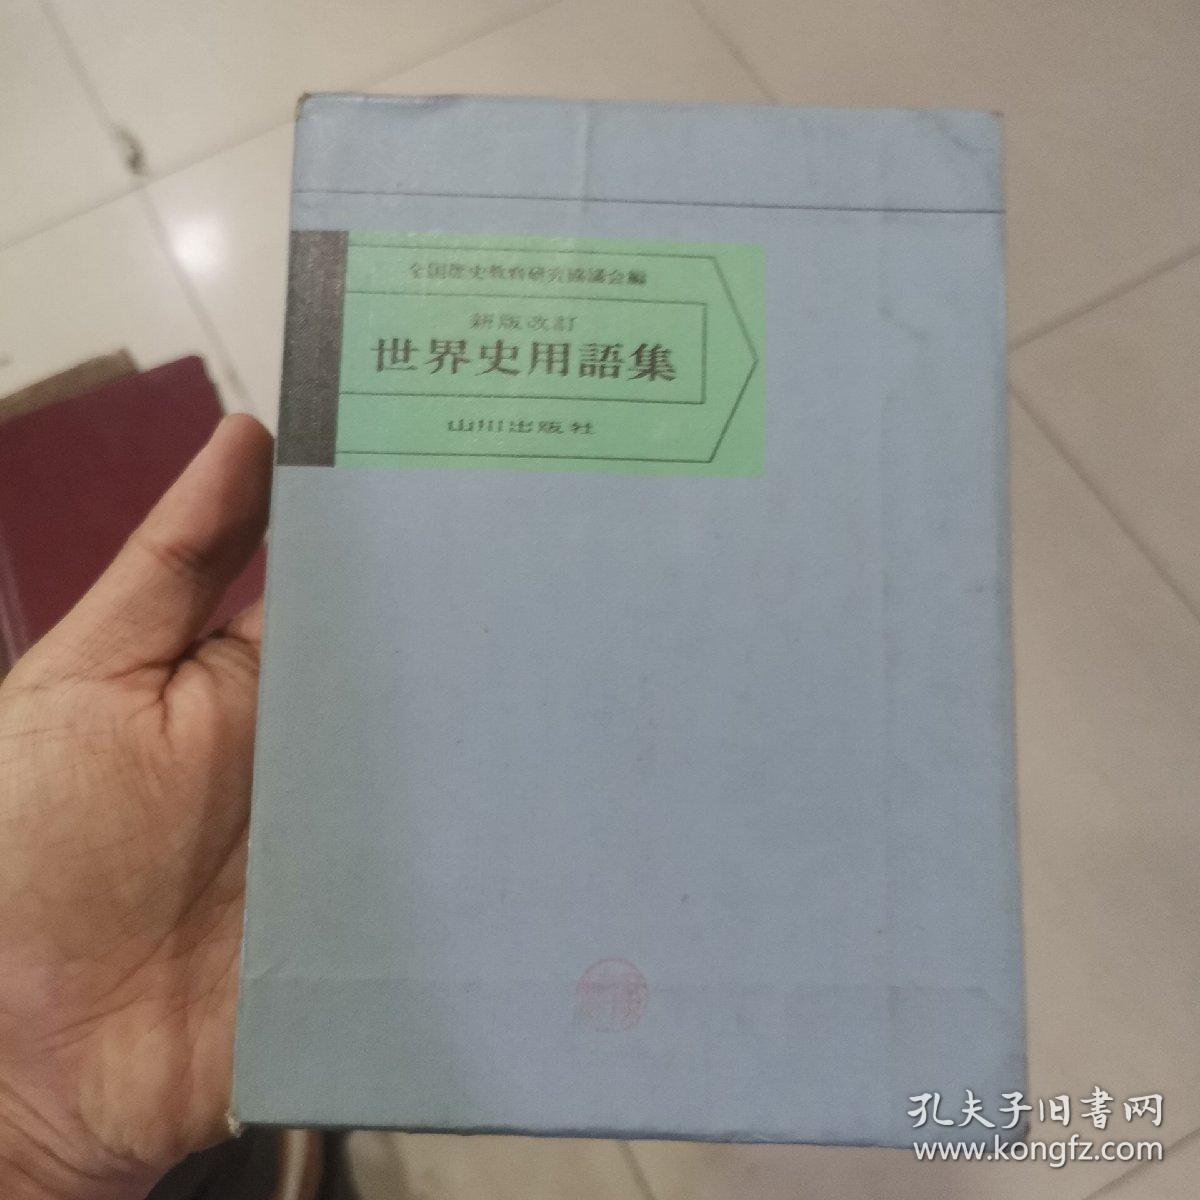 全国歴史教育研究協議会編
新版改訂
世界史用語集
山川出版社
孔夫子旧書网
www.kongfz.com